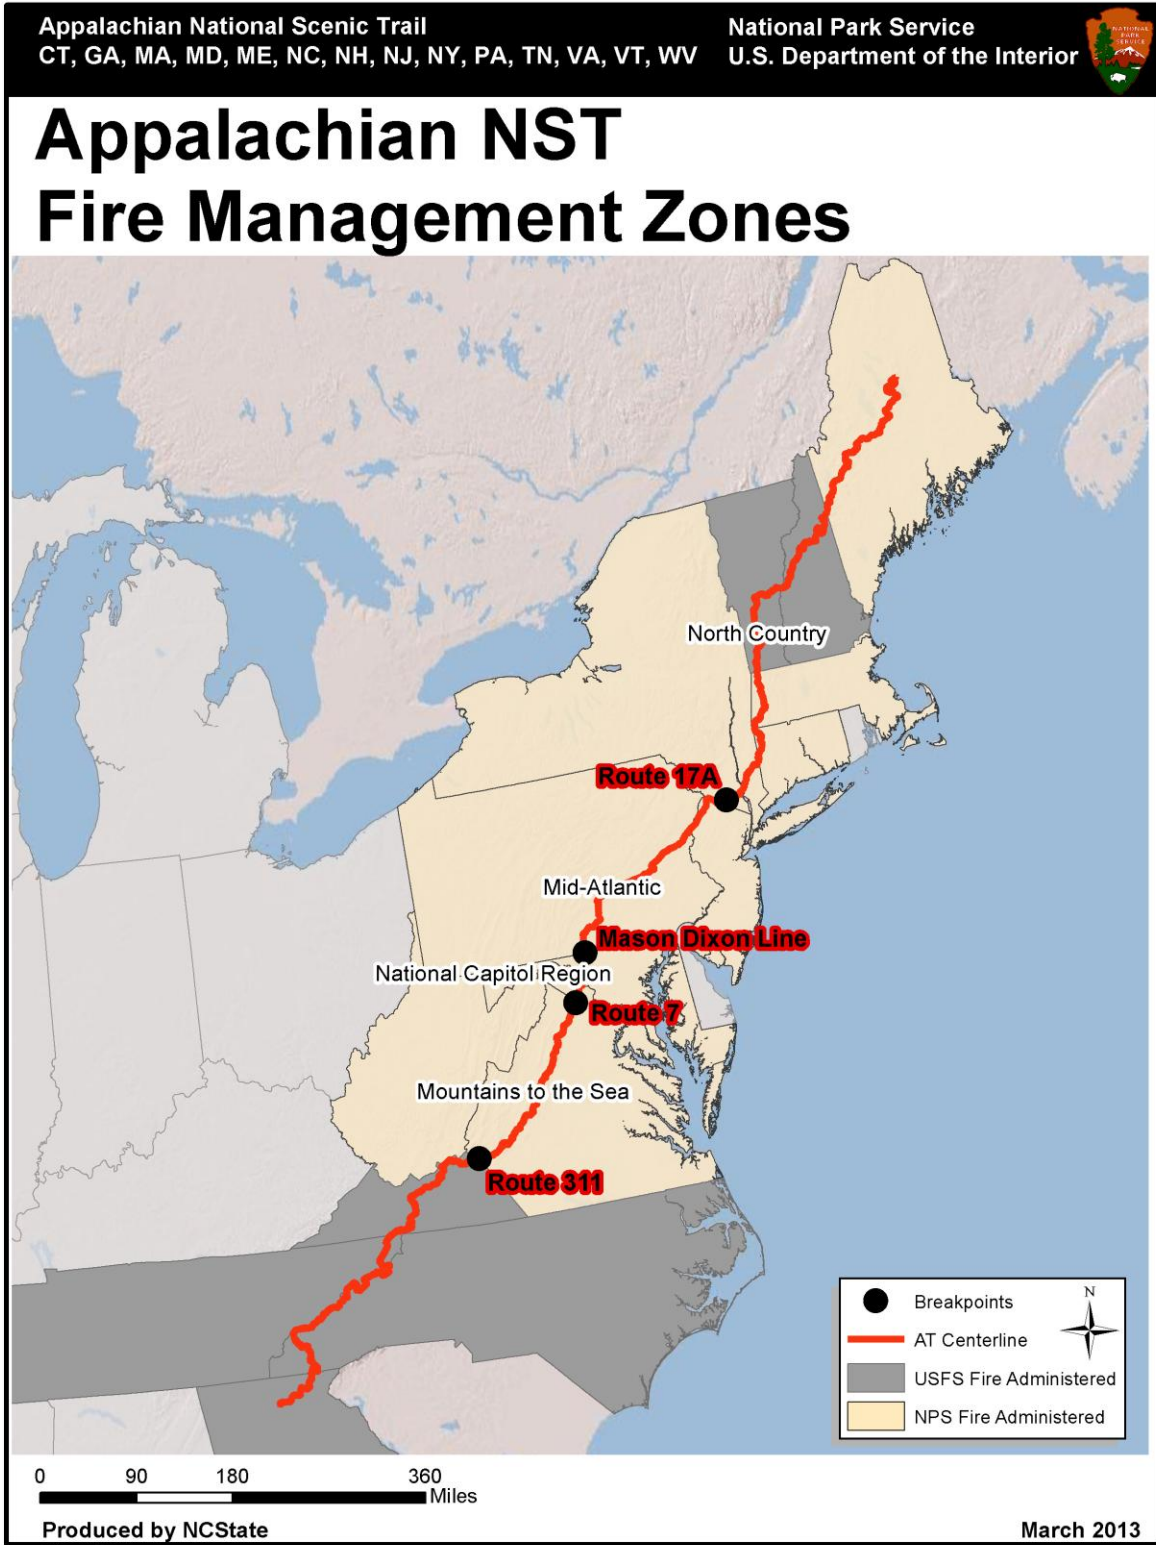 Appalachian National Scenic Trail
CT, GA, MA, MD, ME, NC, NH, NJ, NY, PA, TN, VA, VT, WV
National Park Service
U.S. Department of the Interior
NATIONAL
PARK
SERVICE
Appalachian NST
Fire Management Zones
North Country
Route 17A
Mid-Atlantic
Mason Dixon Line
National Capitol Region
Route 7
Mountains to the Sea
Route 311
N
Breakpoints
AT Centerline
USFS Fire Administered
NPS Fire Administered
0 90 180 360
Miles
Produced by NCState
March 2013